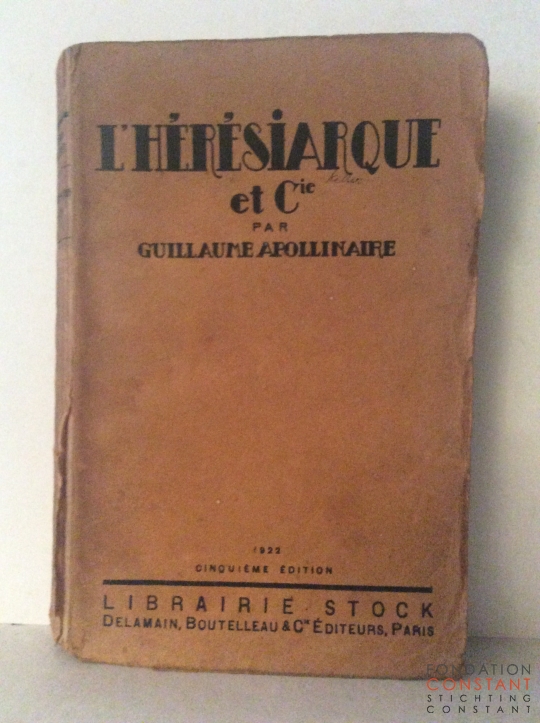 L'HÉRÉSIARQUE
et Cie
PAR
GUILLAUME APOLLINAIRE
1922
CINQUIÈME ÉDITION
LIBRAIRIE STOCK
DELAMAIN, BOUTELLEAU & Cie ÉDITEURS, PARIS
FONDATION
CONSTANT
STICHTING
CONSTANT